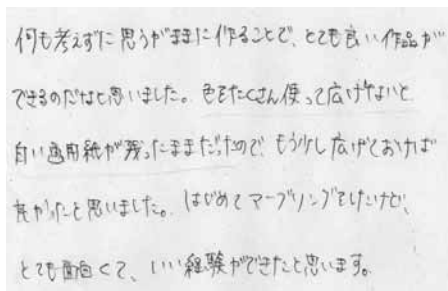 何も考えずに思うがままに作ることで、とても良い作品が
できるのだなと思いました。色をたくさん使って広げないと
白い画用紙が残ったままだったので、もう少し広げておけば
良かったと思いました。はじめてマーブリングをしたけど、
とても面白くて、いい経験ができたと思います。